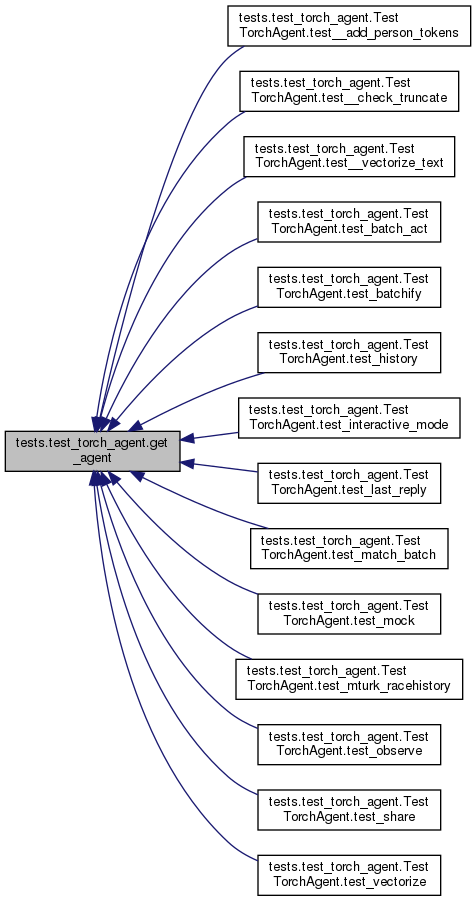 tests.test_torch_agent.Test
TorchAgent.test__add_person_tokens
tests.test_torch_agent.Test
TorchAgent.test__check_truncate
tests.test_torch_agent.Test
TorchAgent.test__vectorize_text
tests.test_torch_agent.Test
TorchAgent.test_batch_act
tests.test_torch_agent.Test
TorchAgent.test_batchify
tests.test_torch_agent.Test
TorchAgent.test_history
tests.test_torch_agent.Test
TorchAgent.test_interactive_mode
tests.test_torch_agent.get
_agent
tests.test_torch_agent.Test
TorchAgent.test_last_reply
tests.test_torch_agent.Test
TorchAgent.test_match_batch
tests.test_torch_agent.Test
TorchAgent.test_mock
tests.test_torch_agent.Test
TorchAgent.test_mturk_racehistory
tests.test_torch_agent.Test
TorchAgent.test_observe
tests.test_torch_agent.Test
TorchAgent.test_share
tests.test_torch_agent.Test
TorchAgent.test_vectorize